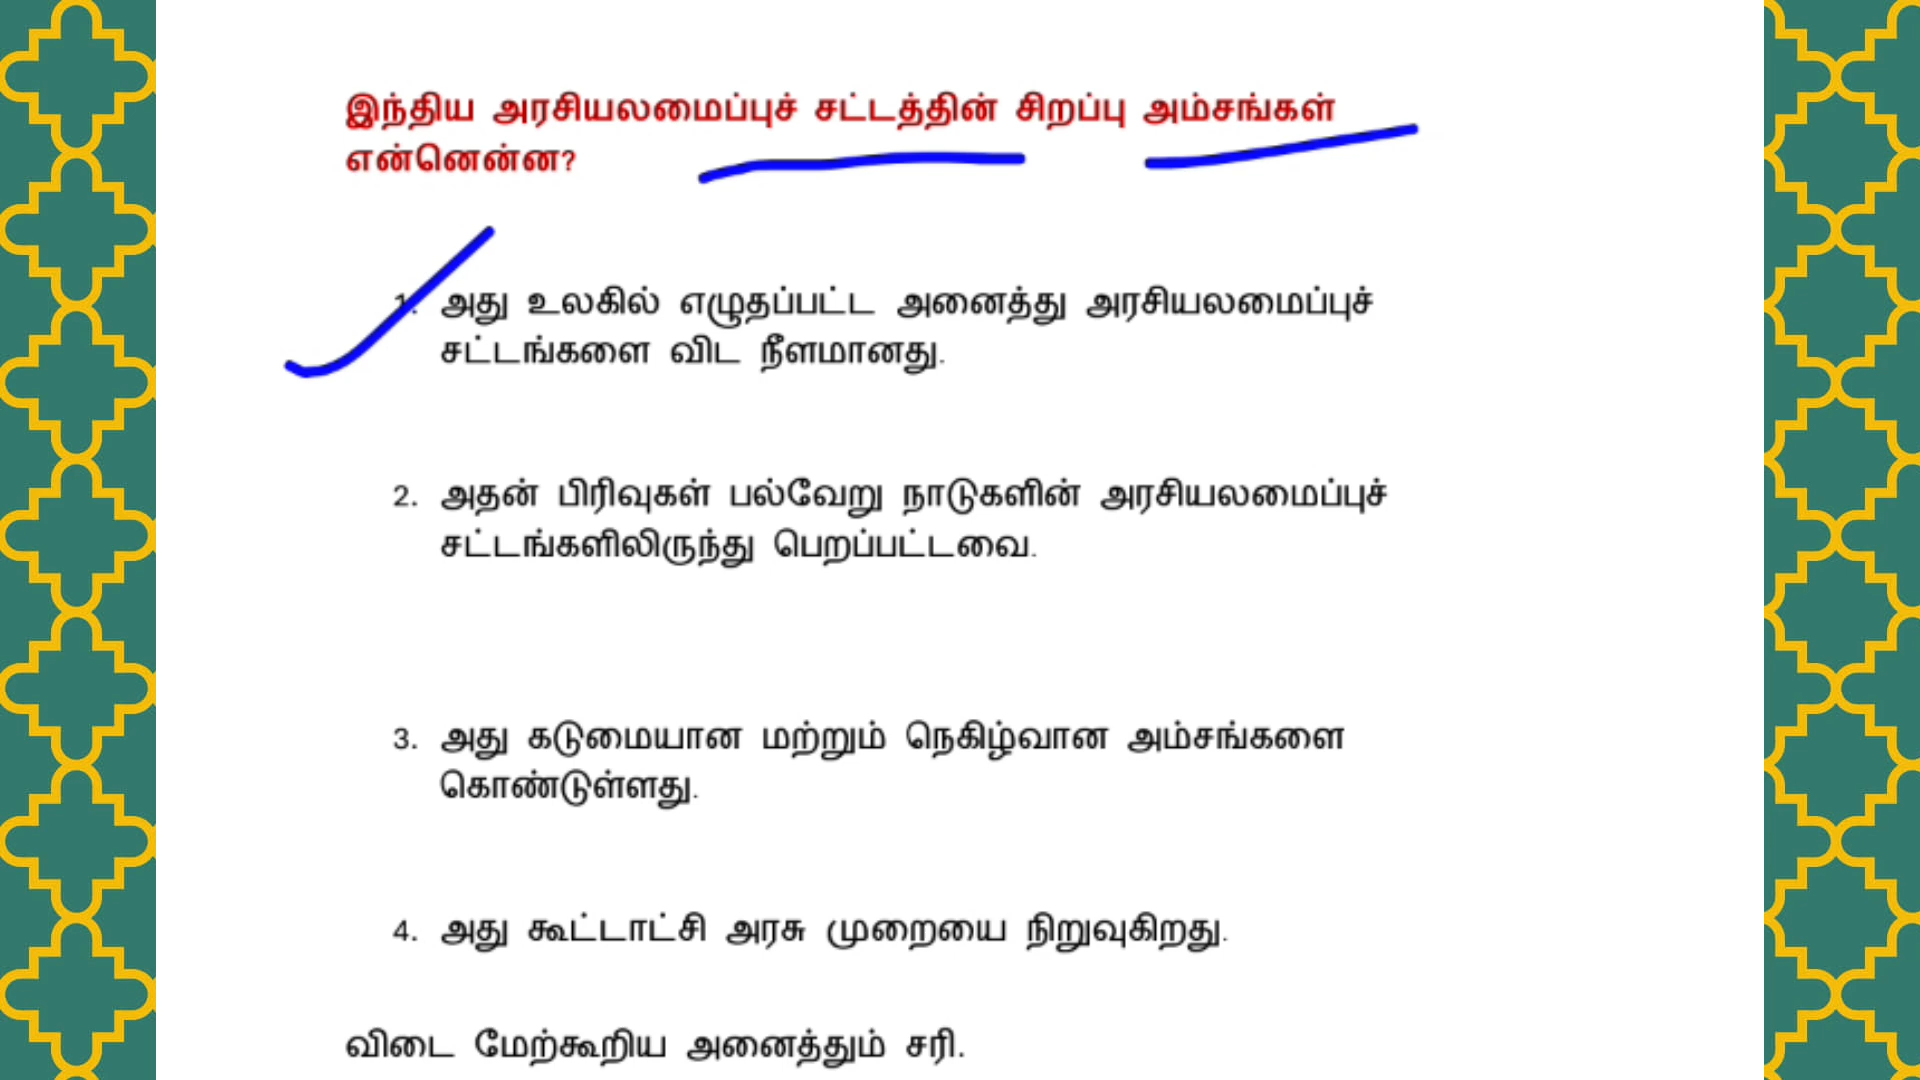 இந்திய அரசியலமைப்புச் சட்டத்தின் சிறப்பு அம்சங்கள்
என்னென்ன?
1. அது உலகில் எழுதப்பட்ட அனைத்து அரசியலமைப்புச்
சட்டங்களை விட நீளமானது.
2. அதன் பிரிவுகள் பல்வேறு நாடுகளின் அரசியலமைப்புச்
சட்டங்களிலிருந்து பெறப்பட்டவை.
3. அது கடுமையான மற்றும் நெகிழ்வான அம்சங்களை
கொண்டுள்ளது.
4. அது கூட்டாட்சி அரசு முறையை நிறுவுகிறது.
விடை மேற்கூறிய அனைத்தும் சரி.